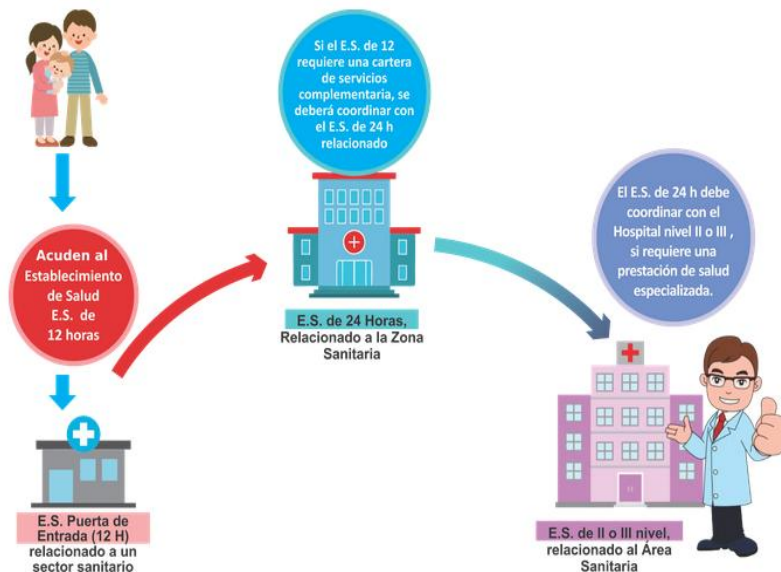 Acuden al
Establecimiento
de Salud
E.S. de
12 horas
E.S. Puerta de
Entrada (12 H)
relacionado a un
sector sanitario
Si el E.S. de 12
requiere una cartera
de servicios
complementaria, se
deberá coordinar con
el E.S. de 24 h
relacionado
E.S. de 24 Horas,
Relacionado a la Zona
Sanitaria
El E.S. de 24 h debe
coordinar con el
Hospital nivel II o III ,
si requiere una
prestación de salud
especializada.
E.S. de II o III nivel,
relacionado al Área
Sanitaria